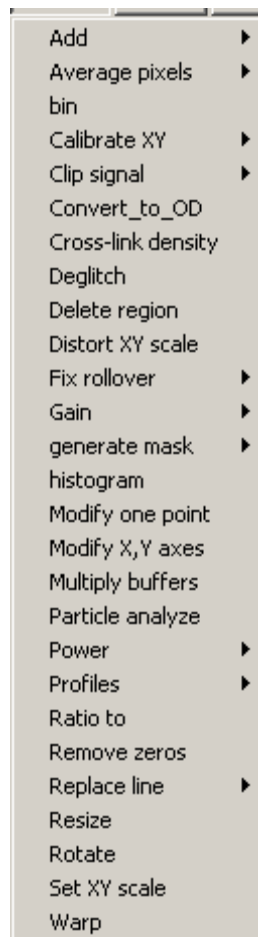 Add
Average pixels
bin
Calibrate XY
Clip signal
Convert_to_OD
Cross-link density
Deglitch
Delete region
Distort XY scale
Fix rollover
Gain
generate mask
histogram
Modify one point
Modify X,Y axes
Multiply buffers
Particle analyze
Power
Profiles
Ratio to
Remove zeros
Replace line
Resize
Rotate
Set XY scale
Warp